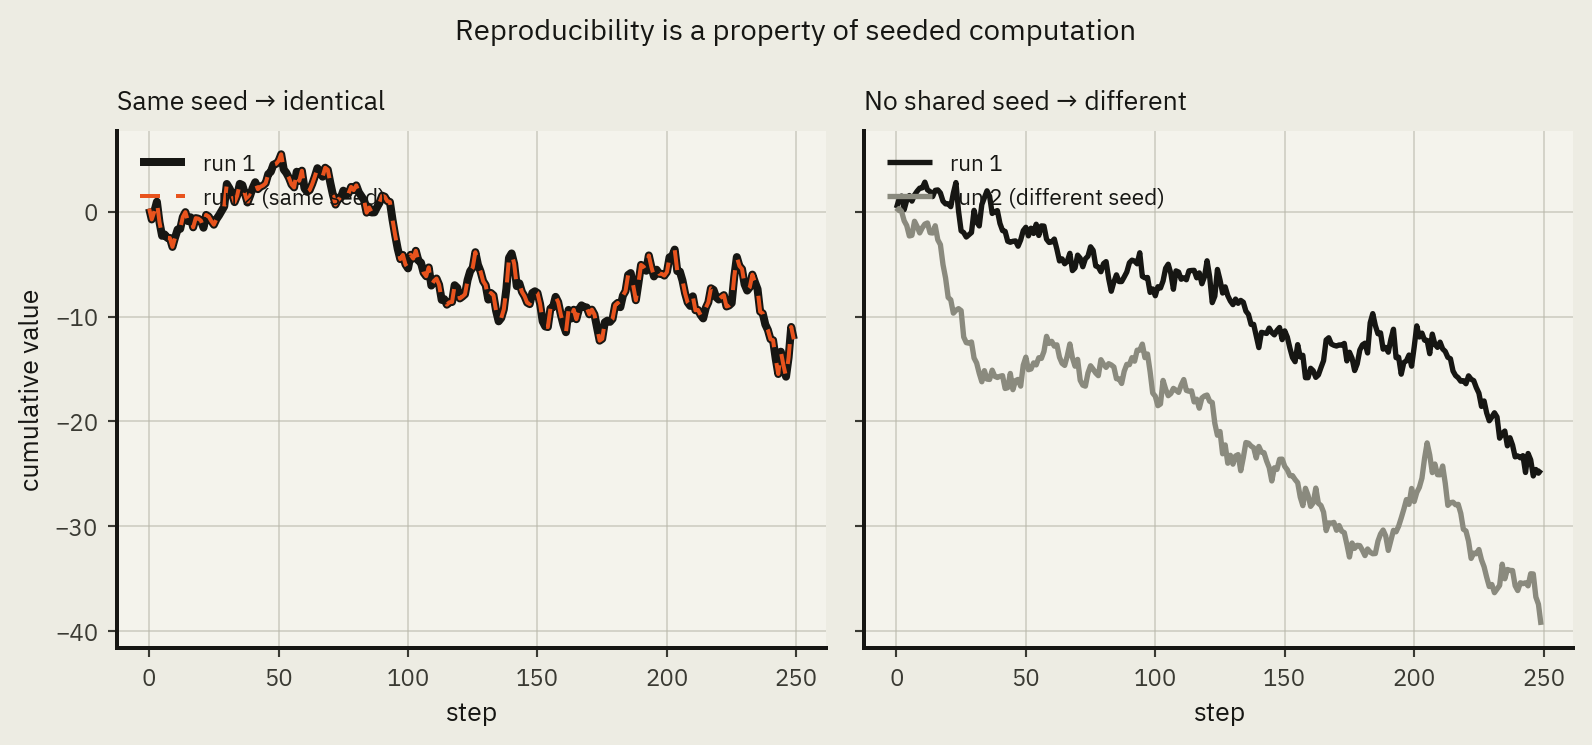 Reproducibility is a property of seeded computation
Same seed → identical
run 1
run 2 (same seed)
cumulative value
0
−10
−20
−30
−40
0 50 100 150 200 250
step
No shared seed → different
run 1
run 2 (different seed)
0 50 100 150 200 250
step